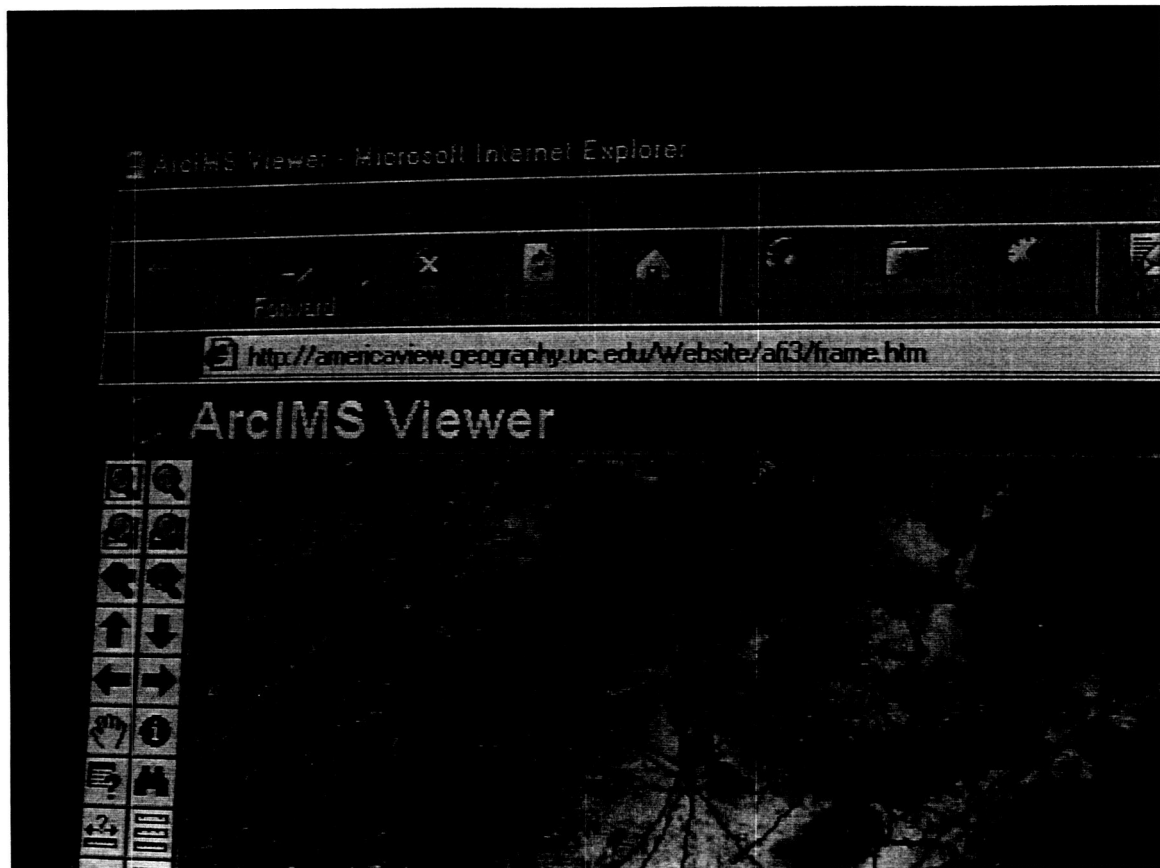 ArcIMS Viewer - Microsoft Internet Explorer
Forward
http://americaview.geography.uc.edu/Website/afi3/frame.htm
ArcIMS Viewer